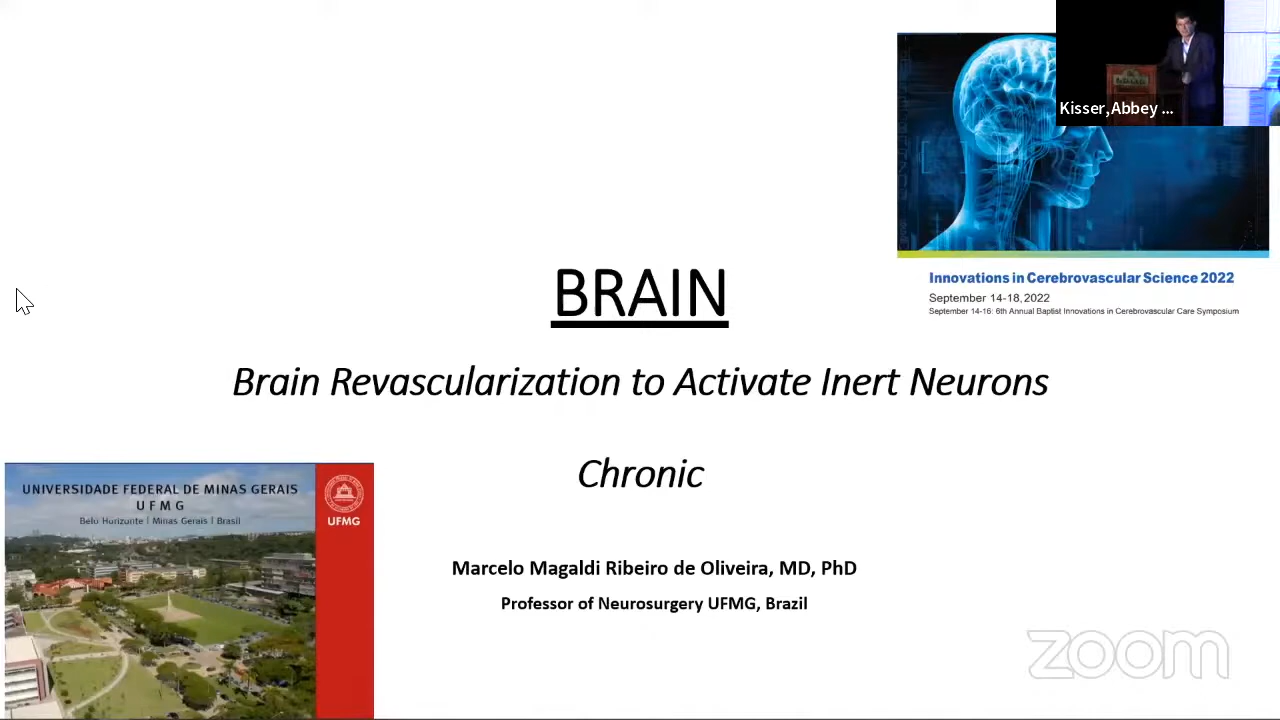 Kisser,Abbey ...
Innovations in Cerebrovascular Science 2022
September 14-18, 2022
September 14-16: 6th Annual Baptist Innovations in Cerebrovascular Care Symposium
BRAIN
Brain Revascularization to Activate Inert Neurons
Chronic
UNIVERSIDADE FEDERAL DE MINAS GERAIS
UFMG
Belo Horizonte | Minas Gerais | Brasil
UFMG
Marcelo Magaldi Ribeiro de Oliveira, MD, PhD
Professor of Neurosurgery UFMG, Brazil
zoom